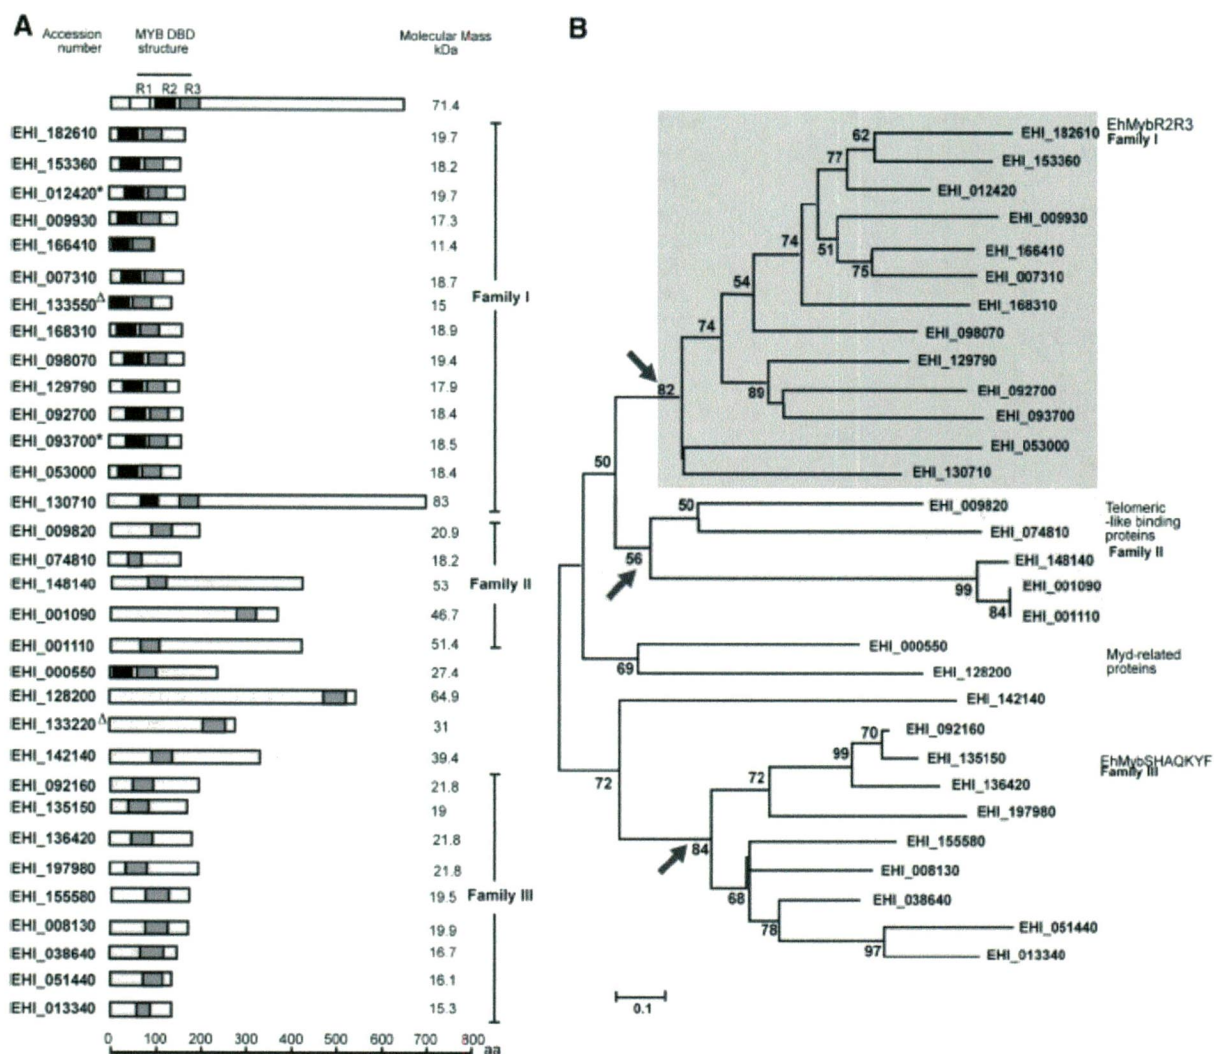 A
Accession number
MYB DBD structure
Molecular Mass kDa
R1 R2 R3
71.4
EHI_182610 19.7
EHI_153360 18.2
EHI_012420* 19.7
EHI_009930 17.3
EHI_166410 11.4
EHI_007310 18.7
EHI_133550Δ 15
Family I
EHI_168310 18.9
EHI_098070 19.4
EHI_129790 17.9
EHI_092700 18.4
EHI_093700* 18.5
EHI_053000 18.4
EHI_130710 83
EHI_009820 20.9
EHI_074810 18.2
EHI_148140 53
Family II
EHI_001090 46.7
EHI_001110 51.4
EHI_000550 27.4
EHI_128200 64.9
EHI_133220Δ 31
EHI_142140 39.4
EHI_092160 21.8
EHI_135150 19
EHI_136420 21.8
EHI_197980 21.8
EHI_155580 19.5
Family III
EHI_008130 19.9
EHI_038640 16.7
EHI_051440 16.1
EHI_013340 15.3
0 100 200 300 400 500 600 700 800
aa
B
EhMybR2R3
Family I
62 EHI_182610
77 EHI_153360
EHI_012420
EHI_009930
74 51 EHI_166410
75 EHI_007310
54 EHI_168310
74 EHI_098070
EHI_129790
82 89 EHI_092700
EHI_093700
EHI_053000
50 EHI_130710
50 EHI_009820
Telomeric
-like binding
proteins
Family II
EHI_074810
56 EHI_148140
99 EHI_001090
84 EHI_001110
EHI_000550
Myd-related
proteins
69 EHI_128200
EHI_142140
70 EHI_092160
99 EHI_135150
EhMybSHAQKYF
Family III
72 72 EHI_136420
EHI_197980
84 EHI_155580
EHI_008130
68 EHI_038640
78 EHI_051440
97 EHI_013340
0.1